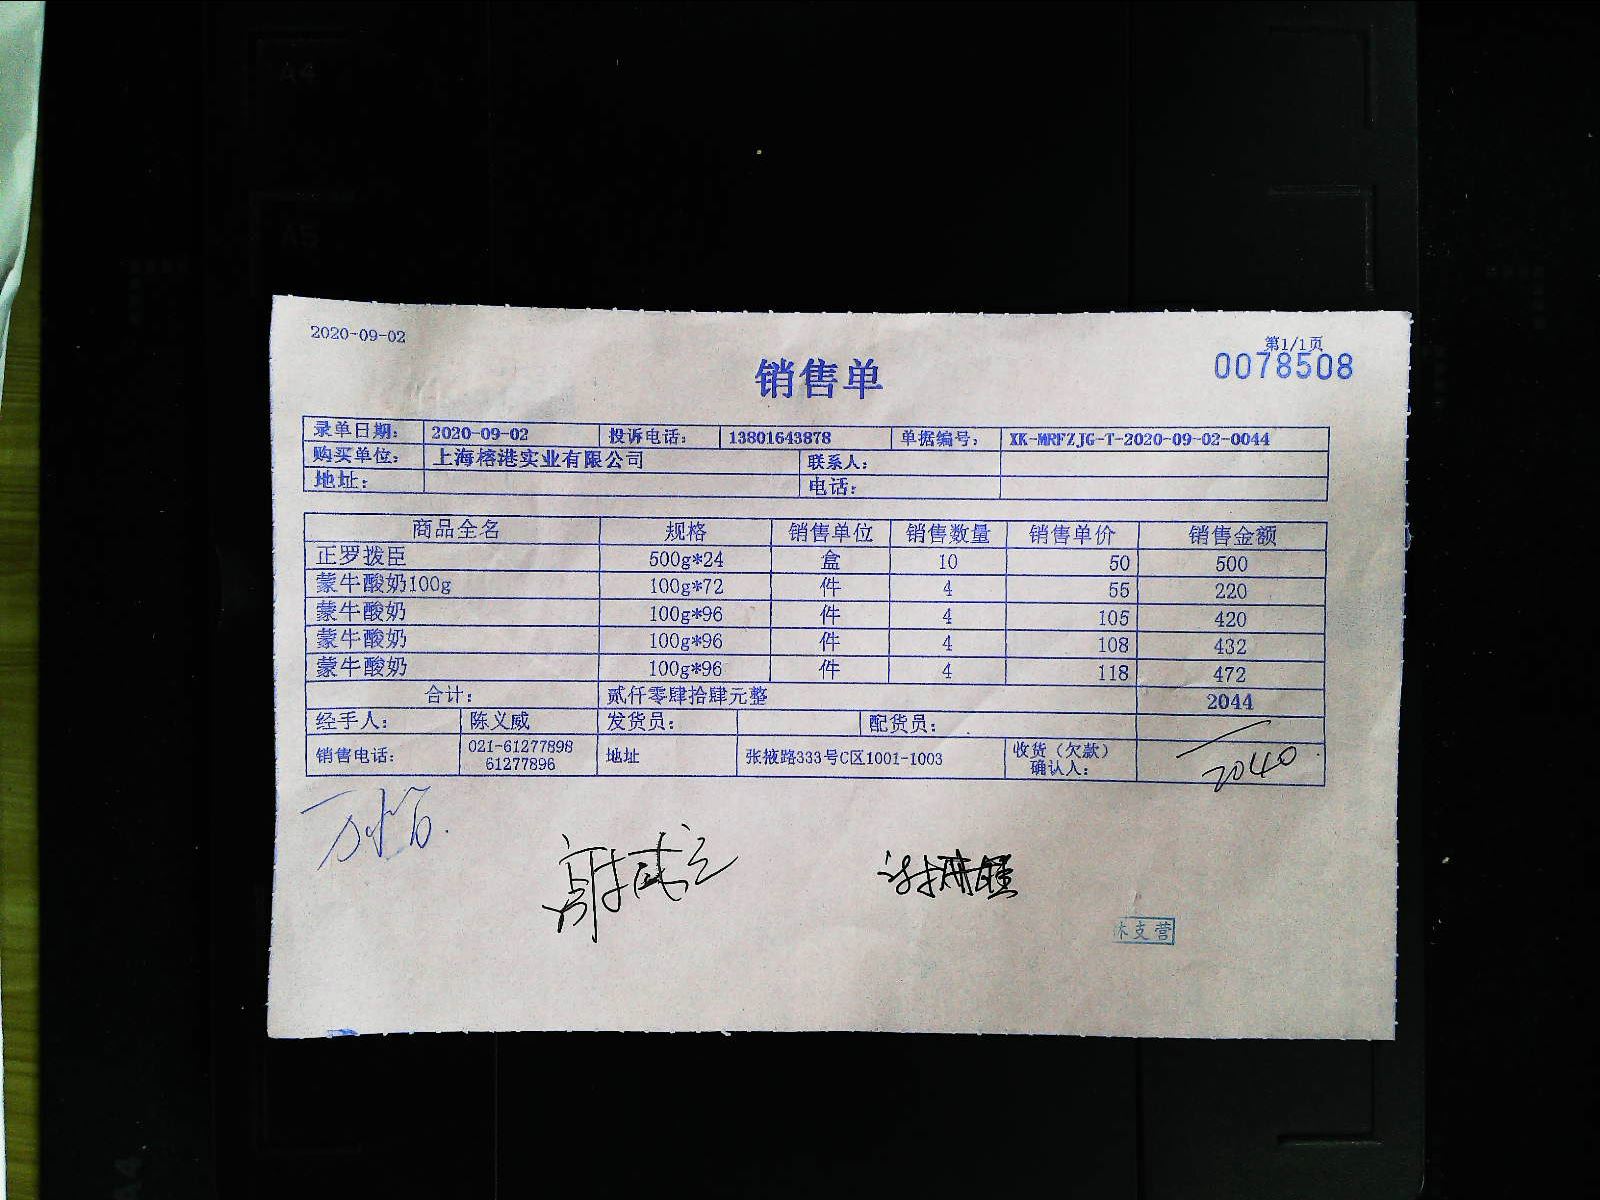 A4
A5
2020-09-02
第1/1页
销售单
0078508
录单日期: 2020-09-02 投诉电话: 13801643878 单据编号: XK-MRFZJG-T-2020-09-02-0044
购买单位: 上海榕港实业有限公司 联系人:
地址: 电话:
商品全名 规格 销售单位 销售数量 销售单价 销售金额
正罗拨臣 500g*24 盒 10 50 500
蒙牛酸奶100g 100g*72 件 4 55 220
蒙牛酸奶 100g*96 件 4 105 420
蒙牛酸奶 100g*96 件 4 108 432
蒙牛酸奶 100g*96 件 4 118 472
合计: 贰仟零肆拾肆元整 2044
经手人: 陈义威 发货员: 配货员:
销售电话: 021-61277898 61277896 地址 张掖路333号C区1001-1003 收货(欠款)确认人:
2040
支营